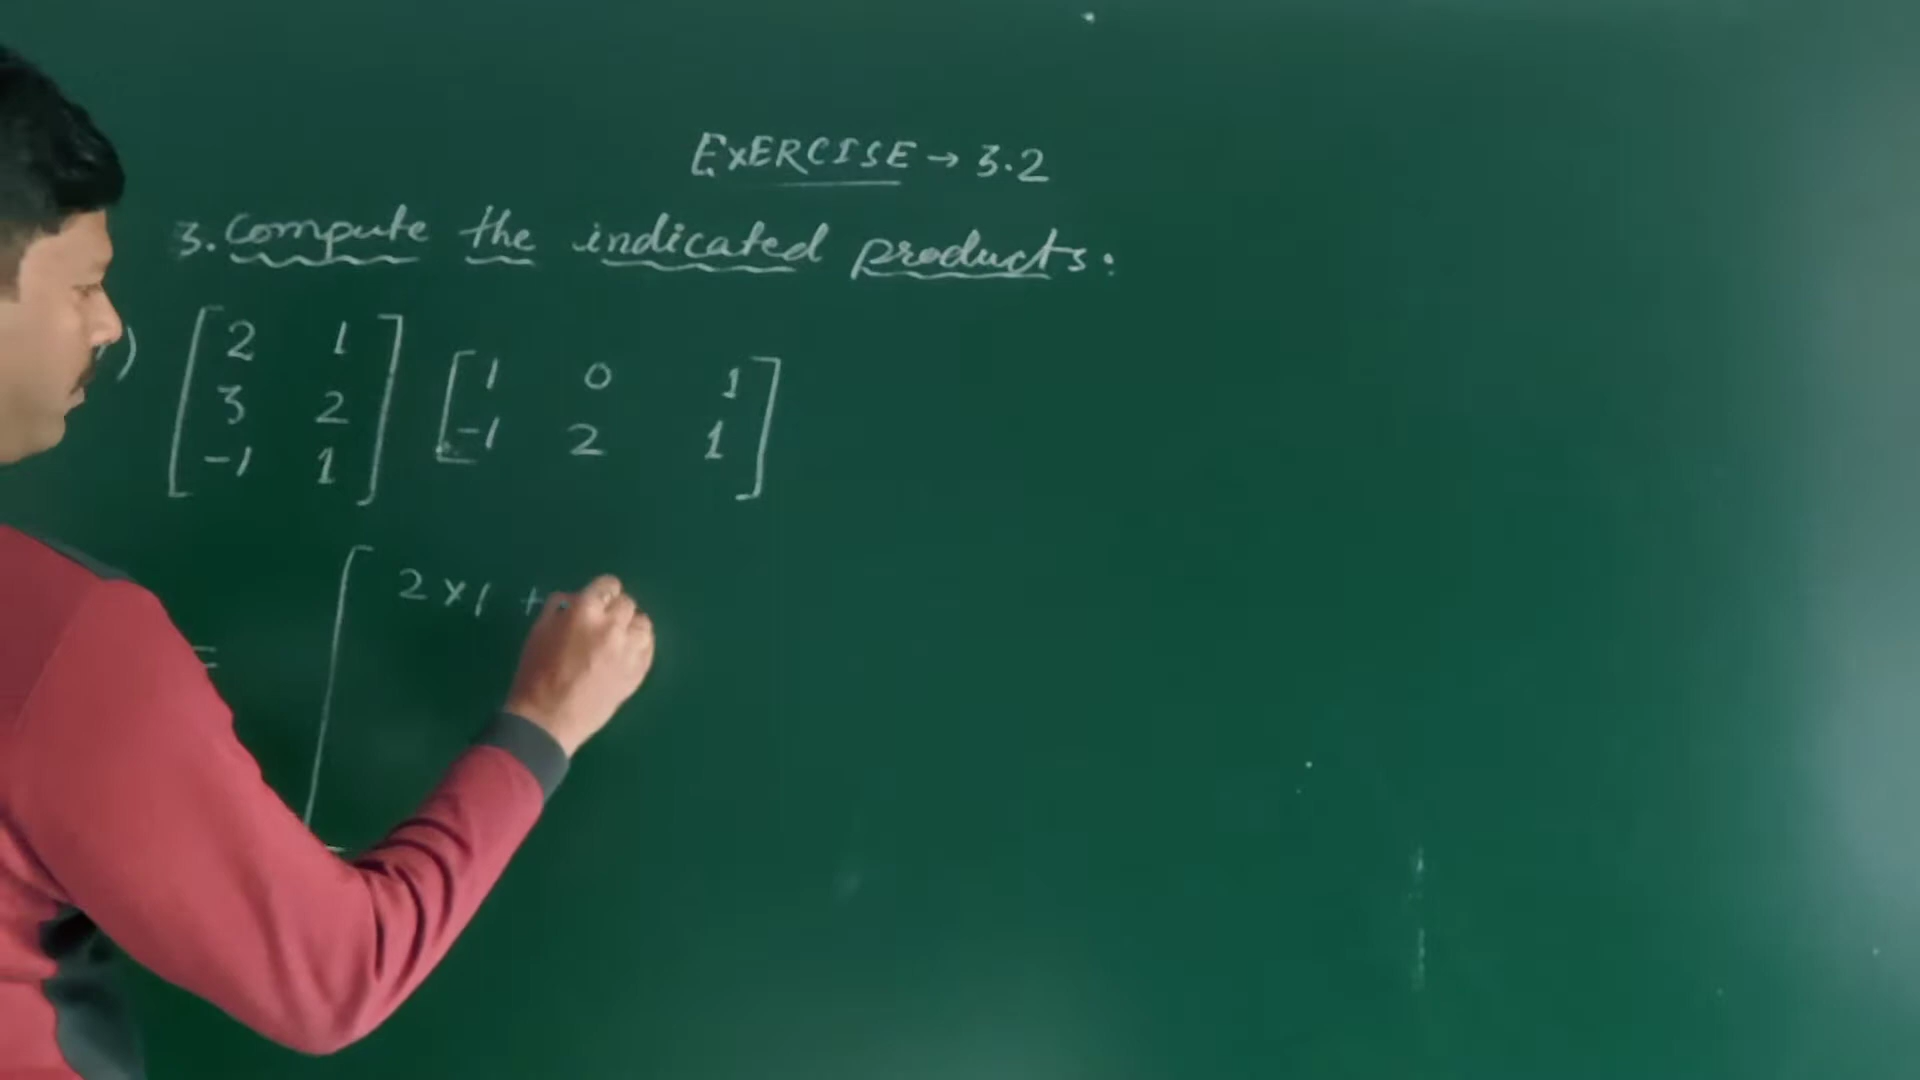 EXERCISE → 3.2
3. Compute the indicated products:
) [ 2 1 ] [ 1 0 1 ]
3 2 -1 2 1
-1 1
= [ 2 × 1 +